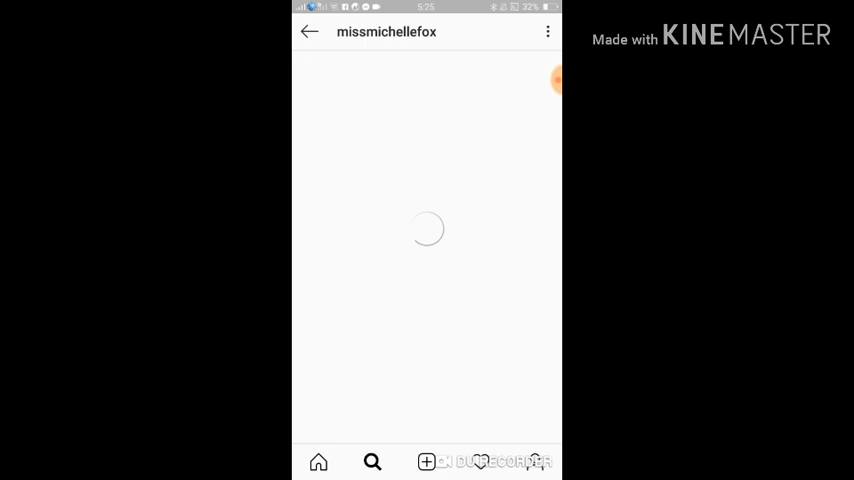 5:25
32%
missmichellefox
Made with KINEMASTER
DU RECORDER